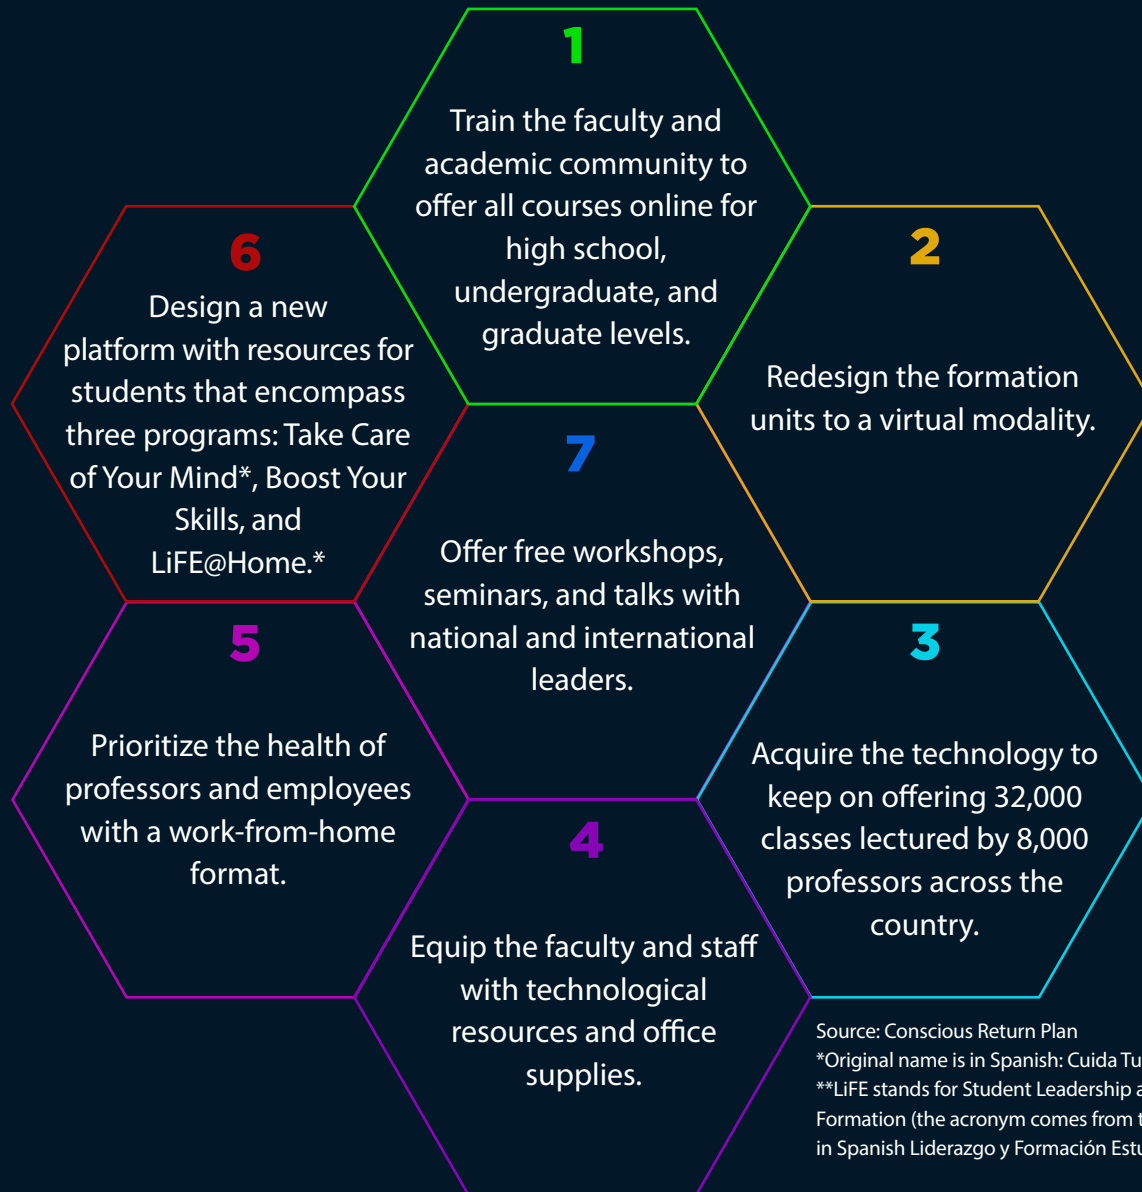 1
Train the faculty and
academic community to
offer all courses online for
high school,
undergraduate, and
graduate levels.
2
Redesign the formation
units to a virtual modality.
3
Acquire the technology to
keep on offering 32,000
classes lectured by 8,000
professors across the
country.
4
Equip the faculty and staff
with technological
resources and office
supplies.
5
Prioritize the health of
professors and employees
with a work-from-home
format.
6
Design a new
platform with resources for
students that encompass
three programs: Take Care
of Your Mind*, Boost Your
Skills, and
LiFE@Home.*
7
Offer free workshops,
seminars, and talks with
national and international
leaders.
Source: Conscious Return Plan
*Original name is in Spanish: Cuida Tu
**LiFE stands for Student Leadership
Formation (the acronym comes from
in Spanish Liderazgo y Formación